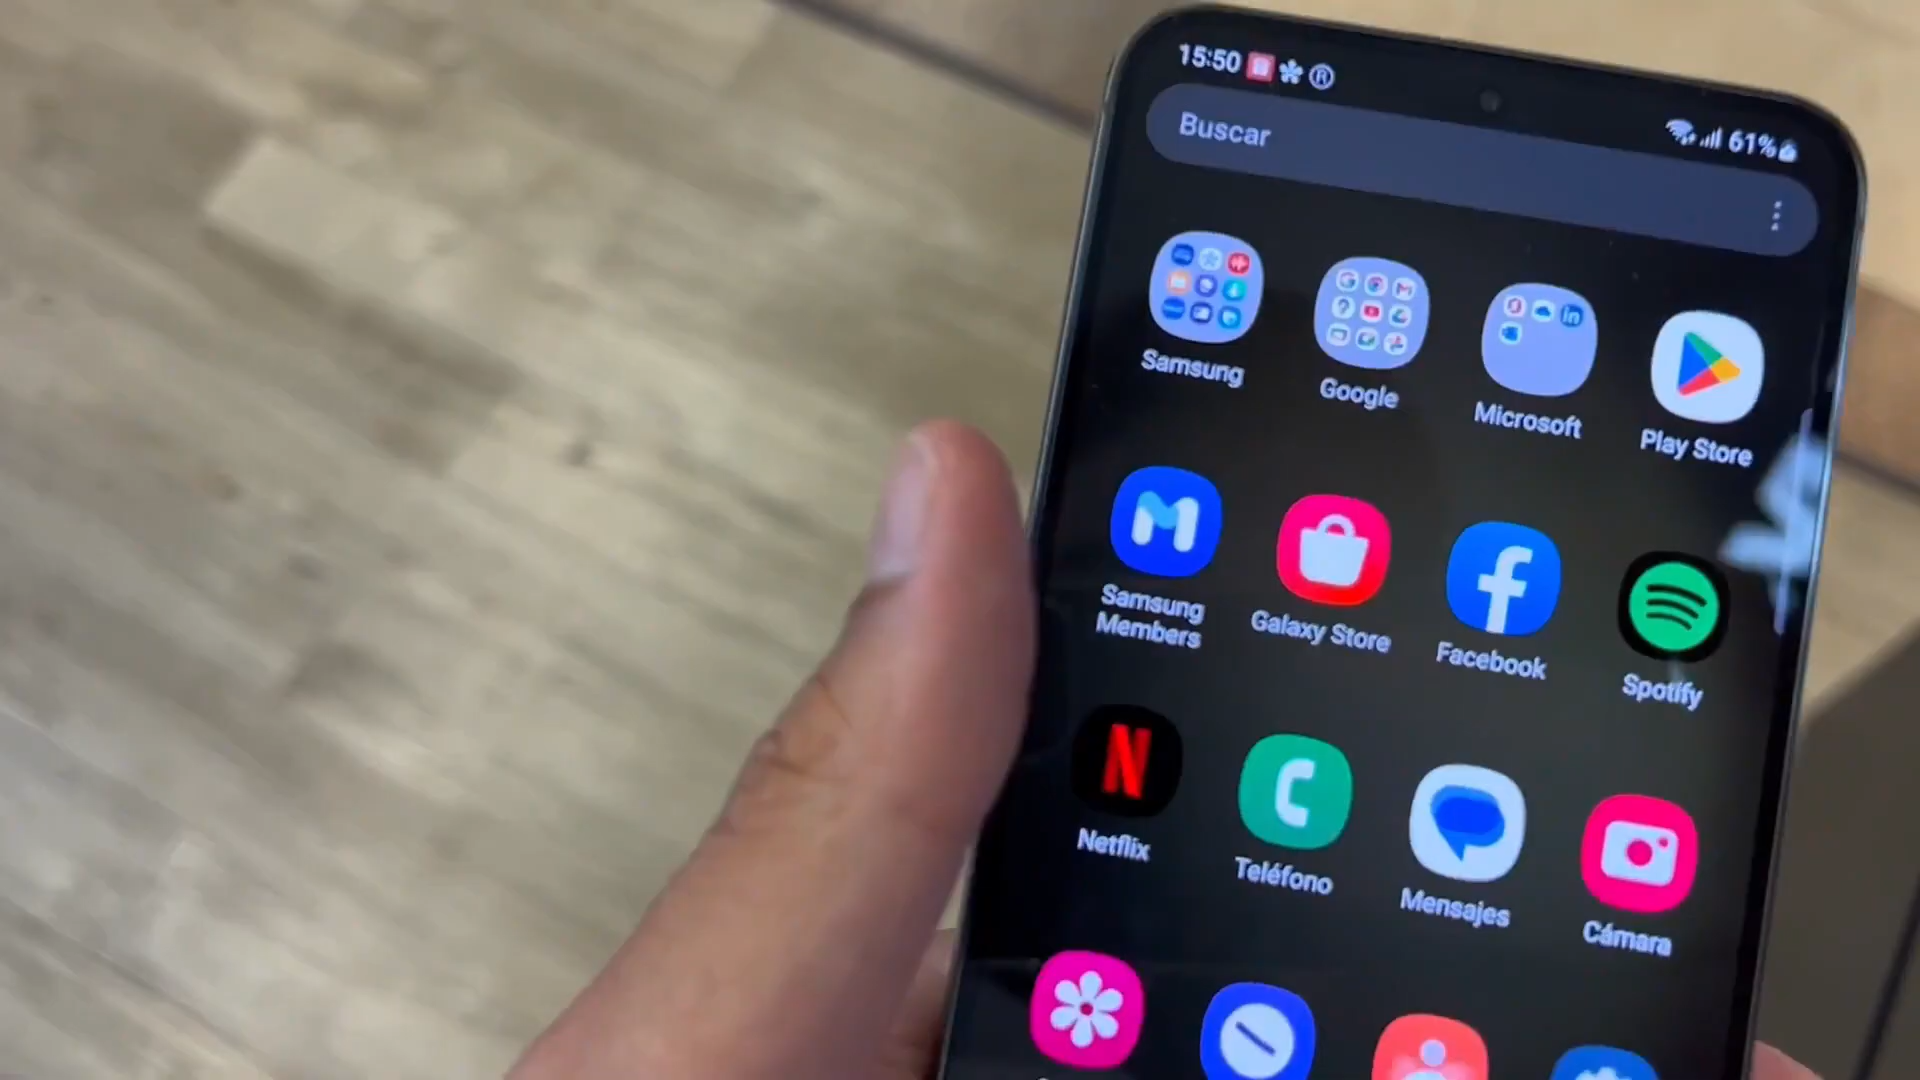 15:50 ® 61%
Buscar
Samsung
Google
Microsoft
Play Store
Samsung
Members
Galaxy Store
Facebook
Spotify
Netflix
Teléfono
Mensajes
Cámara